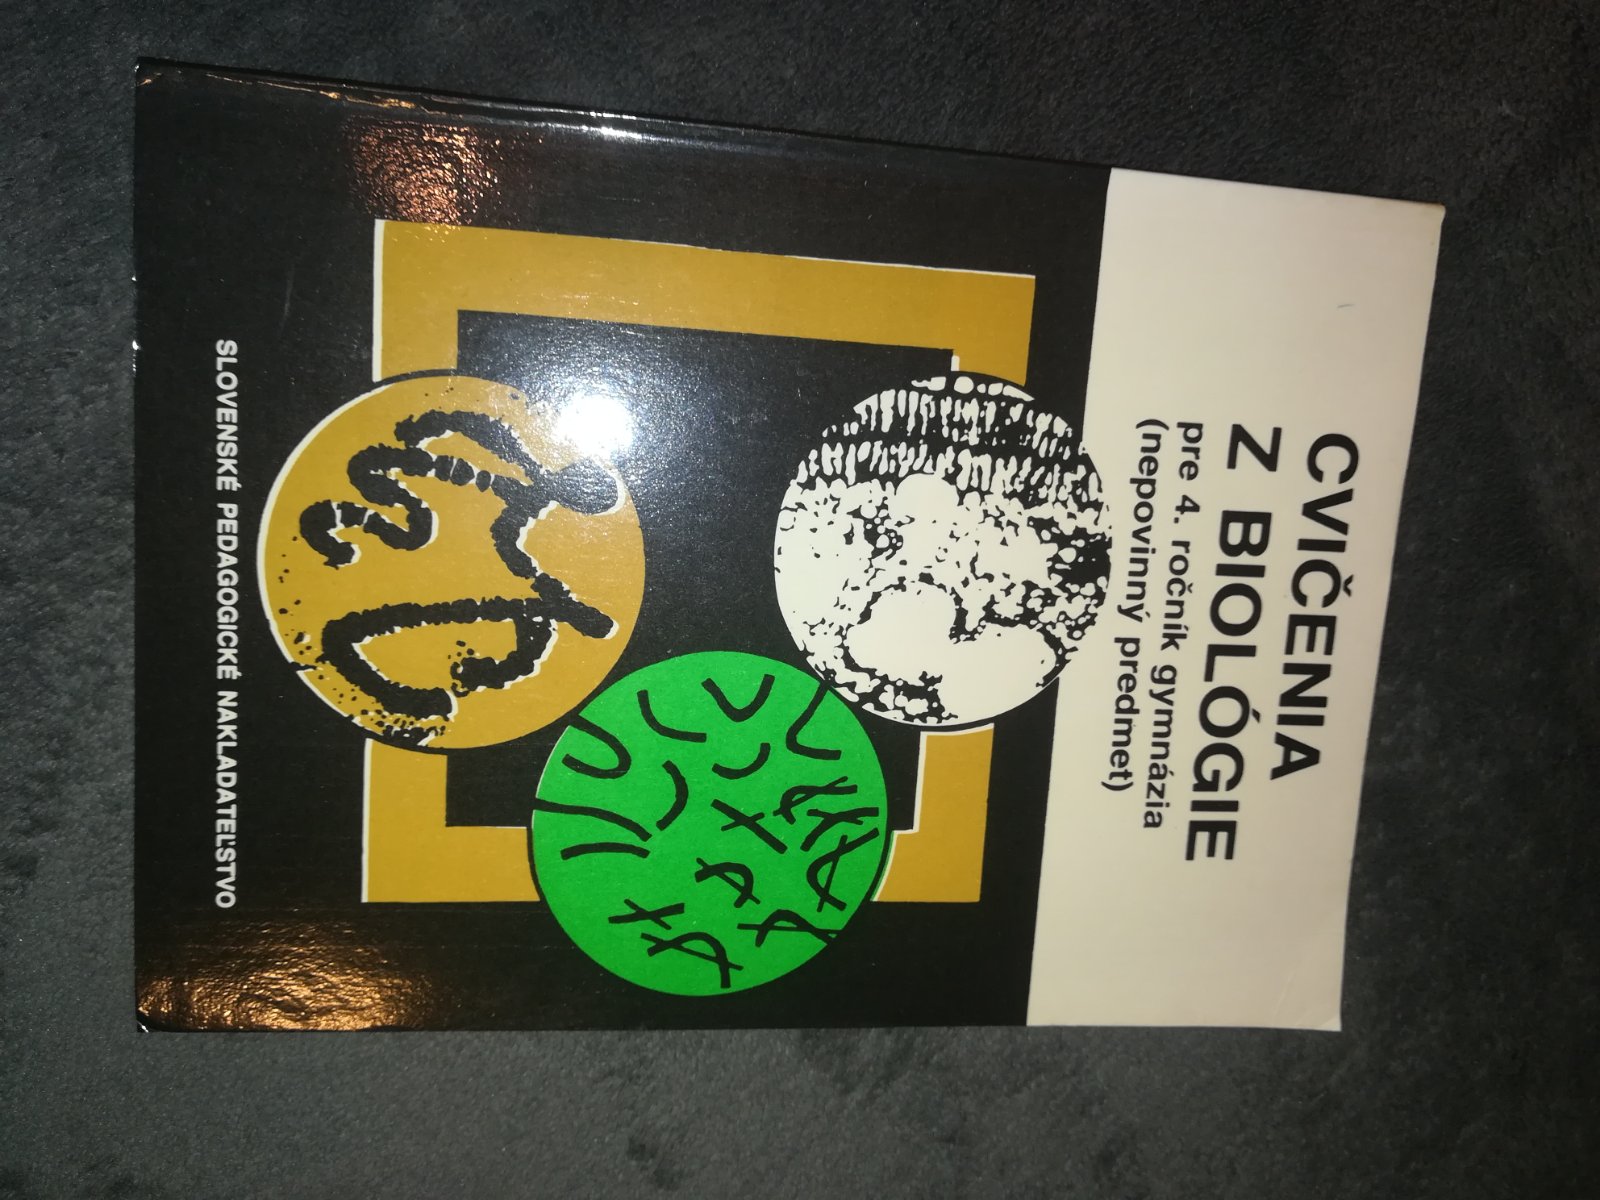 CVIČENIA
Z BIOLÓGIE
pre 4. ročník gymnázia
(nepovinný predmet)
SLOVENSKÉ PEDAGOGICKÉ NAKLADATEĽSTVO